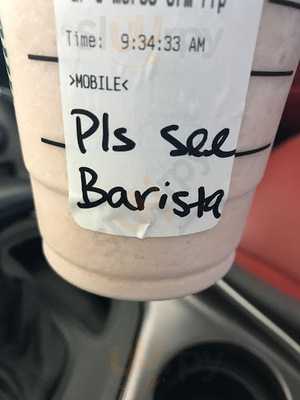 Time: 9:34:33 AM
>MOBILE<
Pls see
Barista